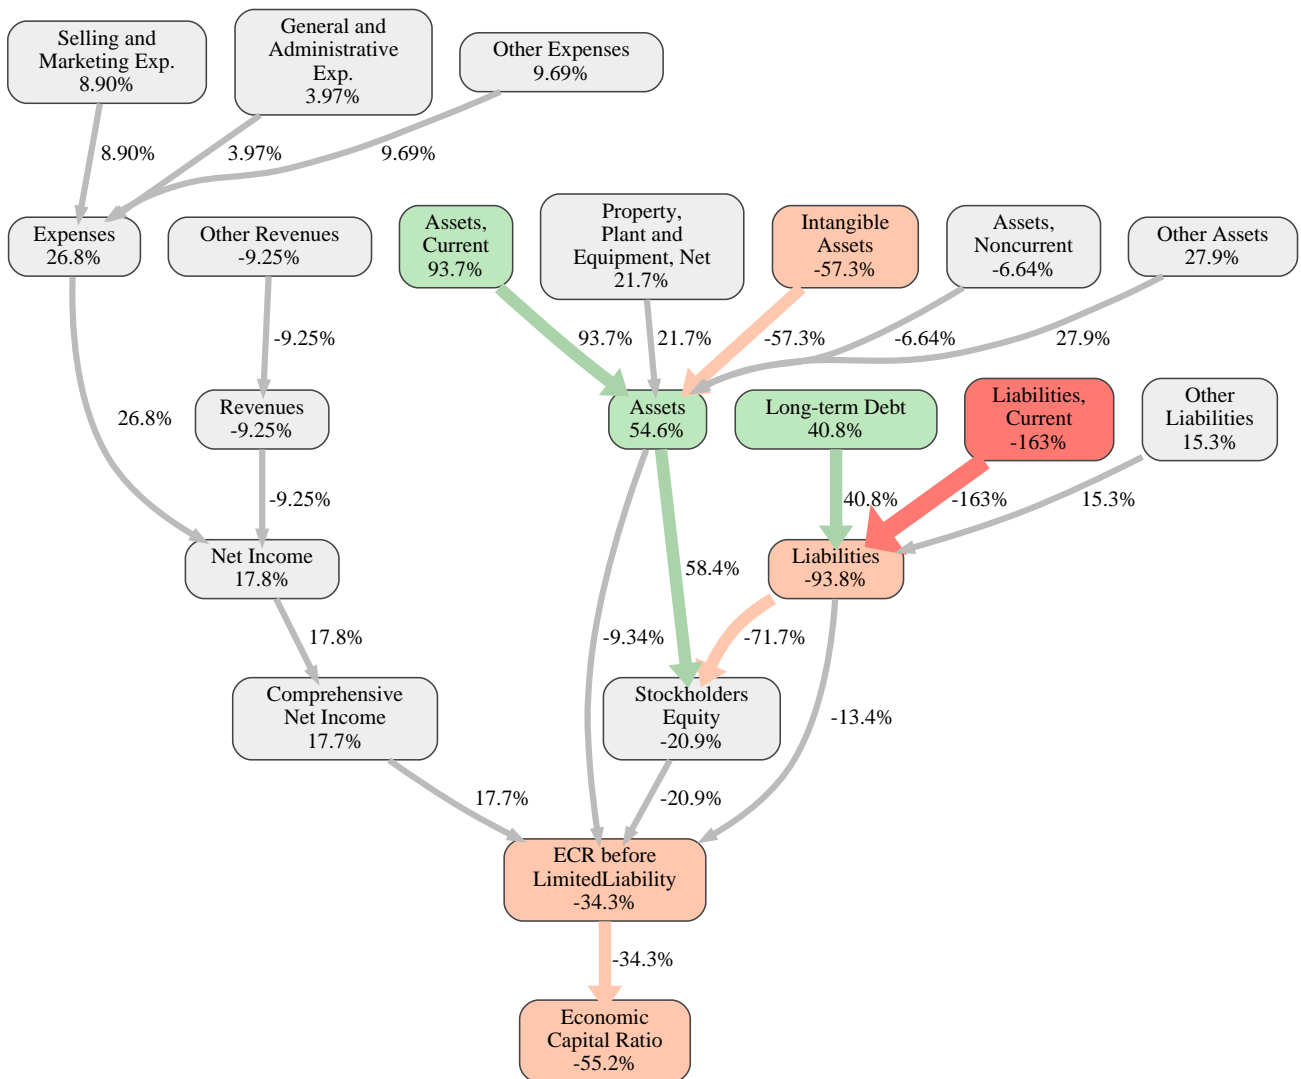 Selling and
Marketing Exp.
8.90%
General and
Administrative
Exp.
3.97%
Other Expenses
9.69%
8.90%
3.97%
9.69%
Expenses
26.8%
Other Revenues
-9.25%
Assets,
Current
93.7%
Property,
Plant and
Equipment, Net
21.7%
Intangible
Assets
-57.3%
Assets,
Noncurrent
-6.64%
Other Assets
27.9%
-9.25%
93.7%
21.7%
-57.3%
-6.64%
27.9%
26.8%
Revenues
-9.25%
Assets
54.6%
Long-term Debt
40.8%
Liabilities,
Current
-163%
Other
Liabilities
15.3%
-9.25%
40.8%
-163%
15.3%
Net Income
17.8%
58.4%
Liabilities
-93.8%
17.8%
-9.34%
-71.7%
Comprehensive
Net Income
17.7%
Stockholders
Equity
-20.9%
-13.4%
17.7%
-20.9%
ECR before
LimitedLiability
-34.3%
-34.3%
Economic
Capital Ratio
-55.2%